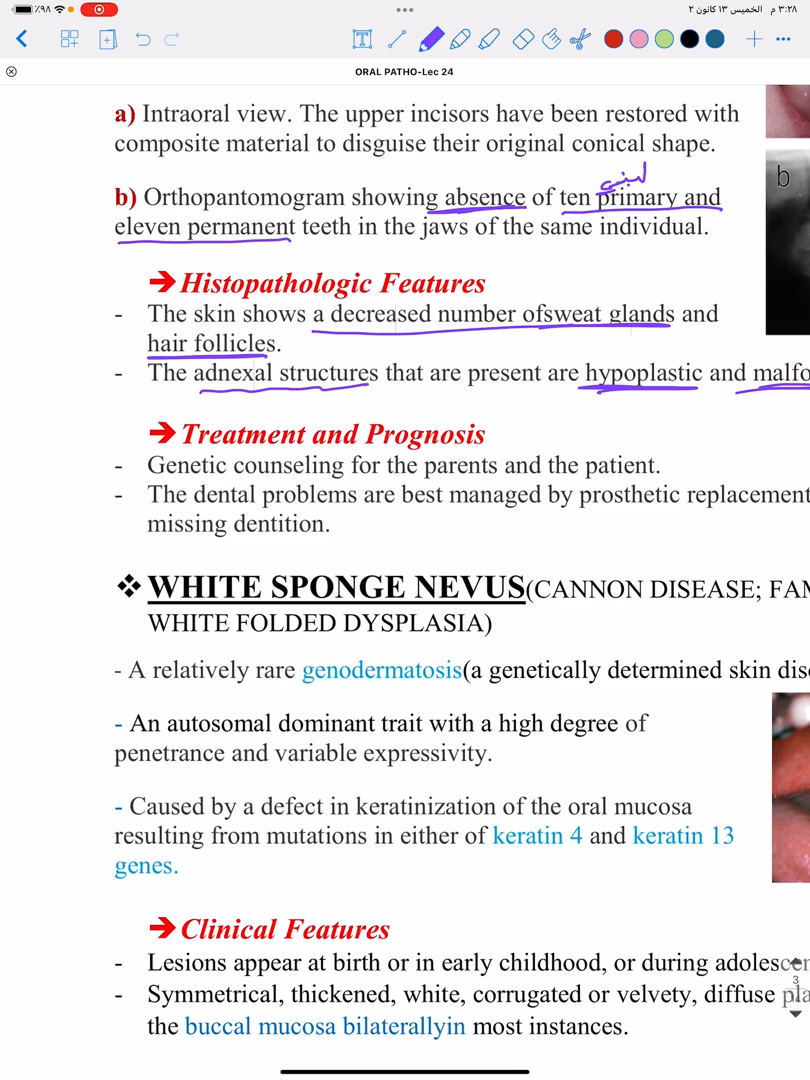 ٣:٢٨ م الخميس ١٣ كانون ٢
٪٩٨
ORAL PATHO-Lec 24
a) Intraoral view. The upper incisors have been restored with
composite material to disguise their original conical shape.
لبني
b) Orthopantomogram showing absence of ten primary and
eleven permanent teeth in the jaws of the same individual.
b
➔ Histopathologic Features
- The skin shows a decreased number ofsweat glands and
hair follicles.
- The adnexal structures that are present are hypoplastic and malfo
➔ Treatment and Prognosis
- Genetic counseling for the parents and the patient.
- The dental problems are best managed by prosthetic replacement
missing dentition.
❖ WHITE SPONGE NEVUS(CANNON DISEASE; FAM
WHITE FOLDED DYSPLASIA)
- A relatively rare genodermatosis(a genetically determined skin dis
- An autosomal dominant trait with a high degree of
penetrance and variable expressivity.
- Caused by a defect in keratinization of the oral mucosa
resulting from mutations in either of keratin 4 and keratin 13
genes.
➔ Clinical Features
- Lesions appear at birth or in early childhood, or during adolescen
3
- Symmetrical, thickened, white, corrugated or velvety, diffuse pla
the buccal mucosa bilaterallyin most instances.